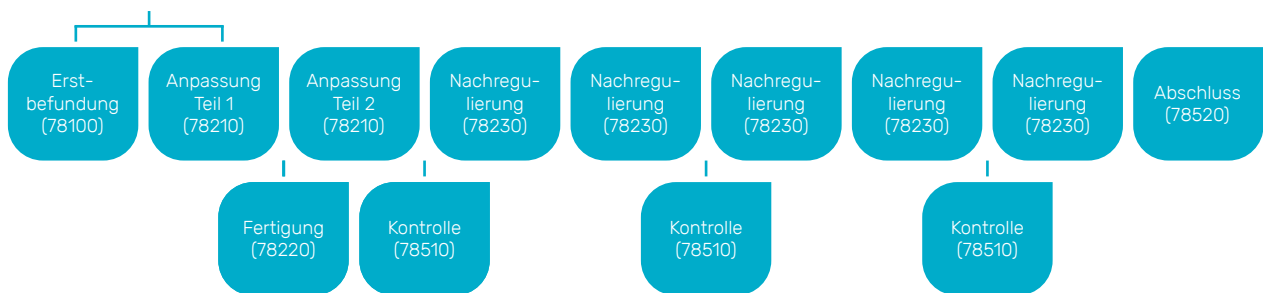 Erst-
befundung
(78100)
Anpassung
Teil 1
(78210)
Anpassung
Teil 2
(78210)
Nachregu-
lierung
(78230)
Nachregu-
lierung
(78230)
Nachregu-
lierung
(78230)
Nachregu-
lierung
(78230)
Nachregu-
lierung
(78230)
Abschluss
(78520)
Fertigung
(78220)
Kontrolle
(78510)
Kontrolle
(78510)
Kontrolle
(78510)